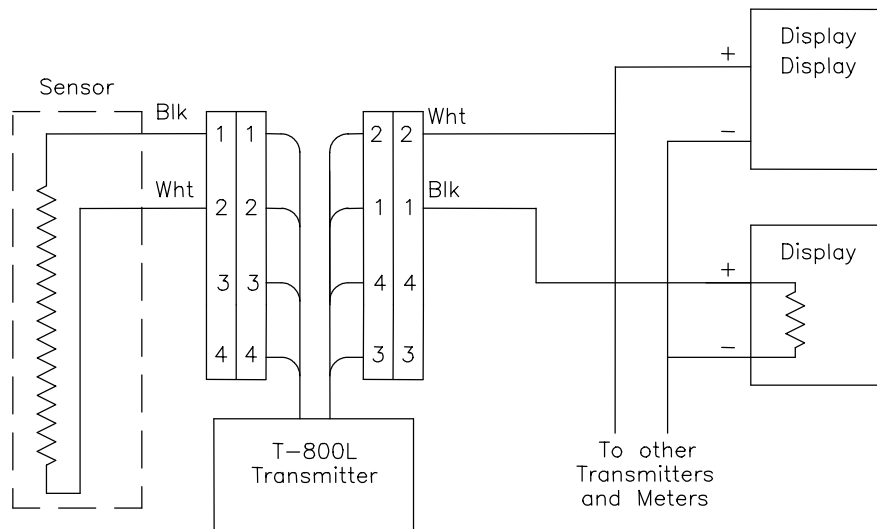 Sensor
Blk
Wht
1 1
2 2
3 3
4 4
2 2
1 1
4 4
3 3
Wht
Blk
T-800L
Transmitter
+
Display
Display
−
Display
+
−
To other
Transmitters
and Meters